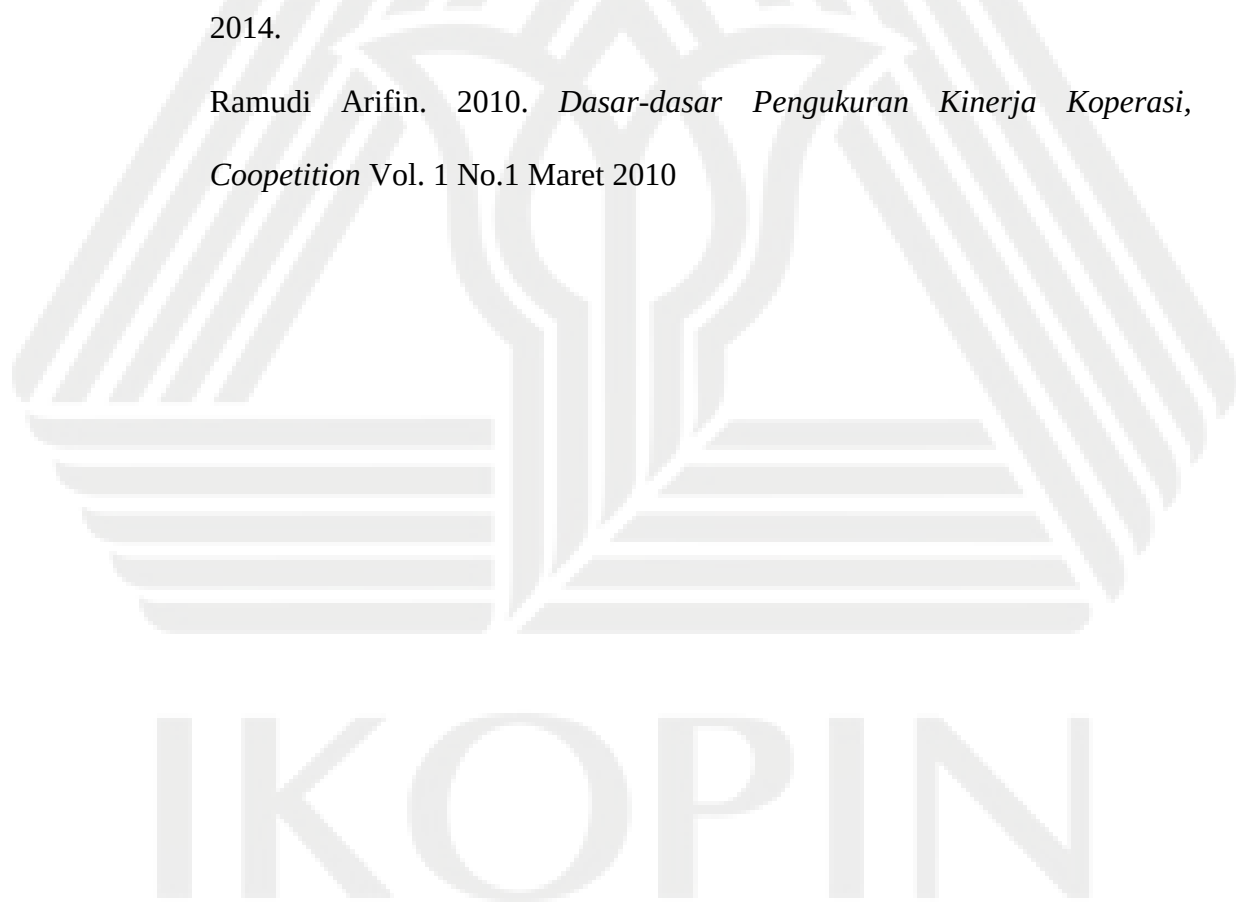 2014.
Ramudi Arifin. 2010. Dasar-dasar Pengukuran Kinerja Koperasi,
Coopetition Vol. 1 No.1 Maret 2010
IKOPIN